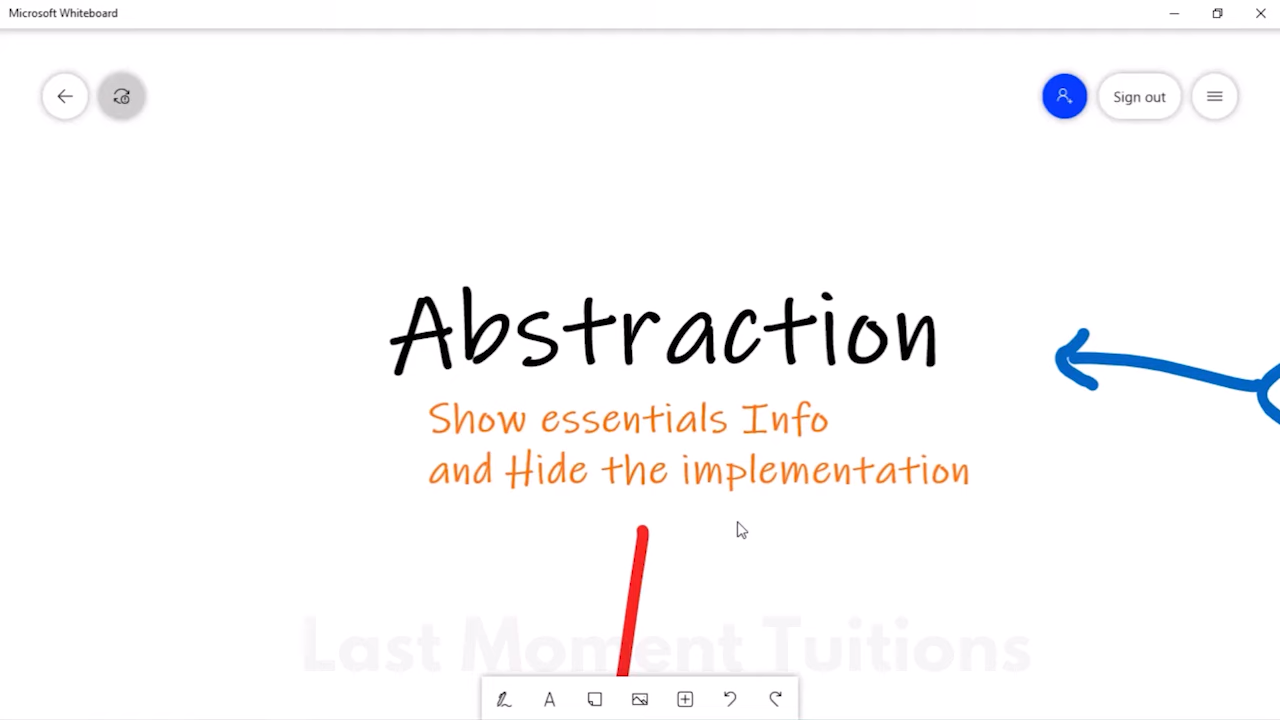 Microsoft Whiteboard
Sign out
Abstraction
Show essentials Info
and Hide the implementation
Last Moment Tuitions